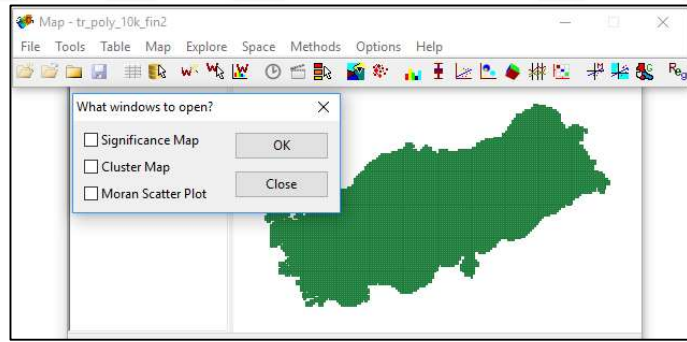 Map - tr_poly_10k_fin2
File Tools Table Map Explore Space Methods Options Help
Reg
What windows to open?
Significance Map
OK
Cluster Map
Close
Moran Scatter Plot